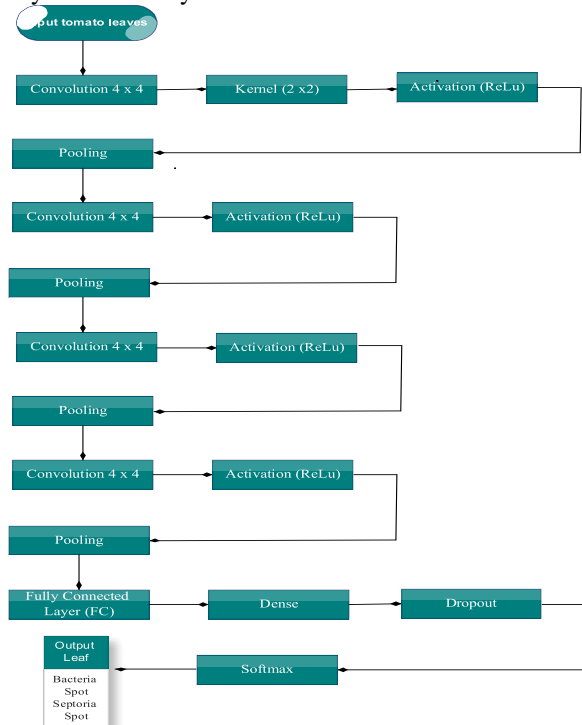 put tomato leaves
Convolution 4 x 4
Kernel (2 x2)
Activation (ReLu)
Pooling
Convolution 4 x 4
Activation (ReLu)
Pooling
Convolution 4 x 4
Activation (ReLu)
Pooling
Convolution 4 x 4
Activation (ReLu)
Pooling
Fully Connected
Layer (FC)
Dense
Dropout
Softmax
Output
Leaf
Bacteria
Spot
Septoria
Spot